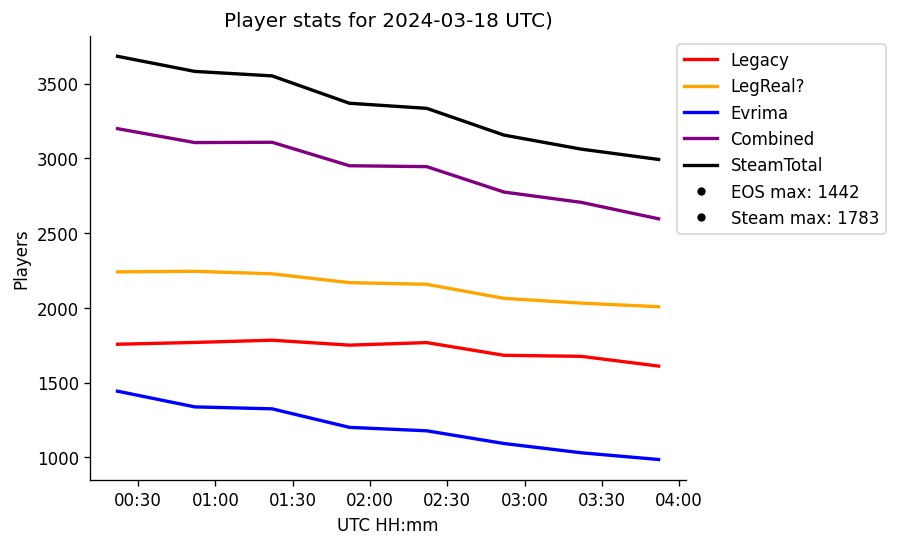 Player stats for 2024-03-18 UTC)
Legacy
LegReal?
Evrima
Combined
SteamTotal
EOS max: 1442
Steam max: 1783
Players
3500
3000
2500
2000
1500
1000
00:30 01:00 01:30 02:00 02:30 03:00 03:30 04:00
UTC HH:mm